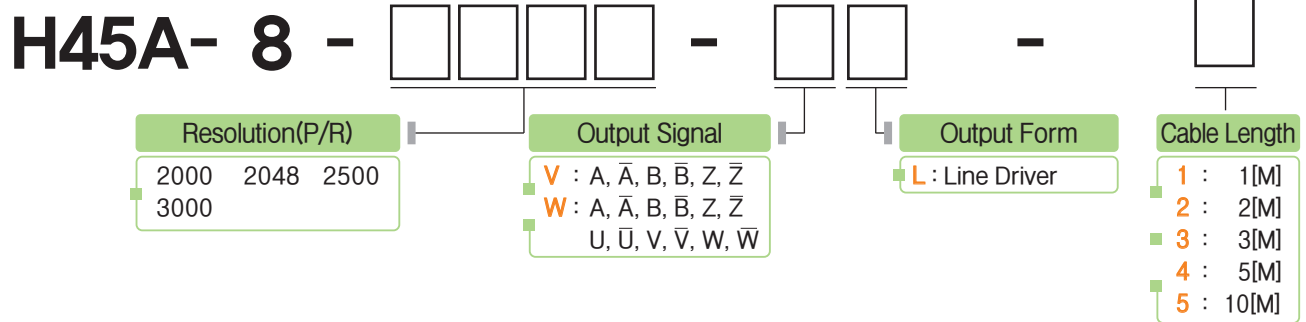 H45A- 8 - □□□□ - □□ - □
Resolution(P/R)
2000 2048 2500
3000
Output Signal
V : A, A̅, B, B̅, Z, Z̅
W : A, A̅, B, B̅, Z, Z̅
U, U̅, V, V̅, W, W̅
Output Form
L : Line Driver
Cable Length
1 : 1[M]
2 : 2[M]
3 : 3[M]
4 : 5[M]
5 : 10[M]